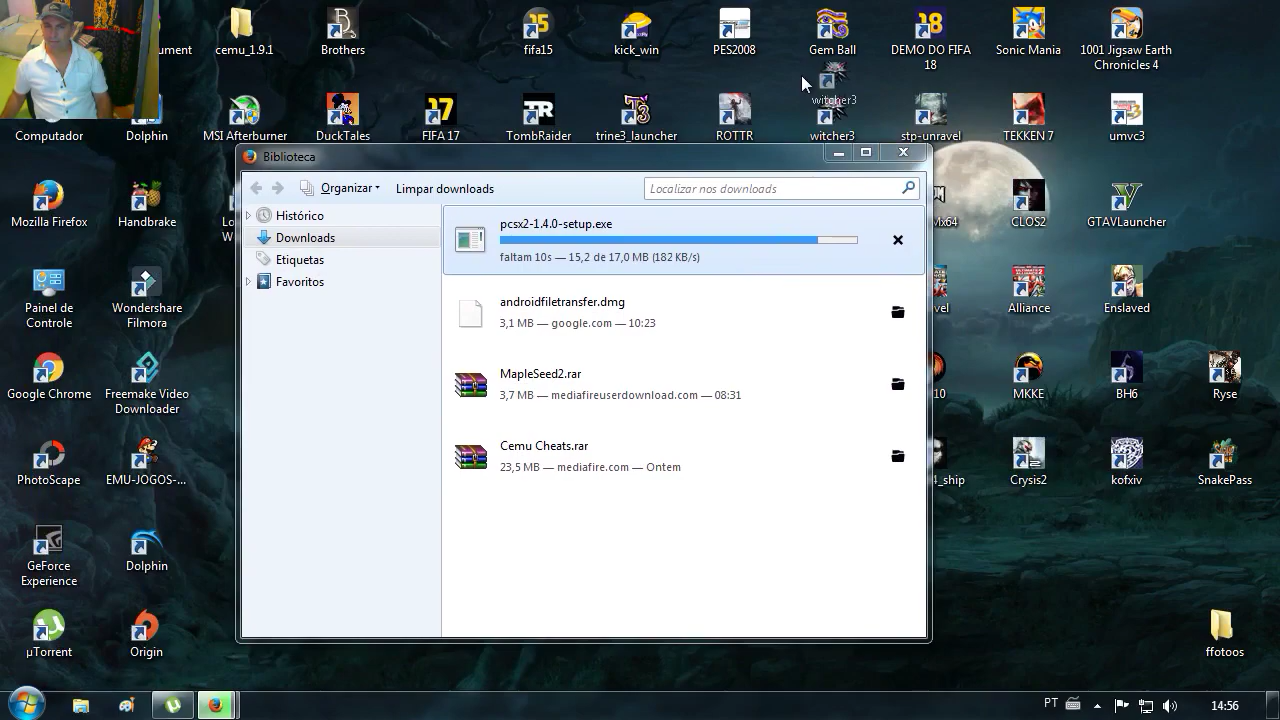 ument
cemu_1.9.1
Brothers
fifa15
kick_win
PES2008
Gem Ball
DEMO DO FIFA
18
Sonic Mania
1001 Jigsaw Earth
Chronicles 4
witcher3
Computador
Dolphin
MSI Afterburner
DuckTales
FIFA 17
TombRaider
trine3_launcher
ROTTR
witcher3
stp-unravel
TEKKEN 7
umvc3
Biblioteca
Organizar
Limpar downloads
Localizar nos downloads
Histórico
Downloads
Etiquetas
Favoritos
pcsx2-1.4.0-setup.exe
faltam 10s — 15,2 de 17,0 MB (182 KB/s)
androidfiletransfer.dmg
3,1 MB — google.com — 10:23
MapleSeed2.rar
3,7 MB — mediafireuserdownload.com — 08:31
Cemu Cheats.rar
23,5 MB — mediafire.com — Ontem
Mozilla Firefox
Handbrake
Mx64
CLOS2
GTAVLauncher
Painel de
Controle
Wondershare
Filmora
vel
Alliance
Enslaved
Google Chrome
Freemake Video
Downloader
10
MKKE
BH6
Ryse
PhotoScape
EMU-JOGOS-...
4_ship
Crysis2
kofxiv
SnakePass
GeForce
Experience
Dolphin
µTorrent
Origin
ffotoos
PT
14:56